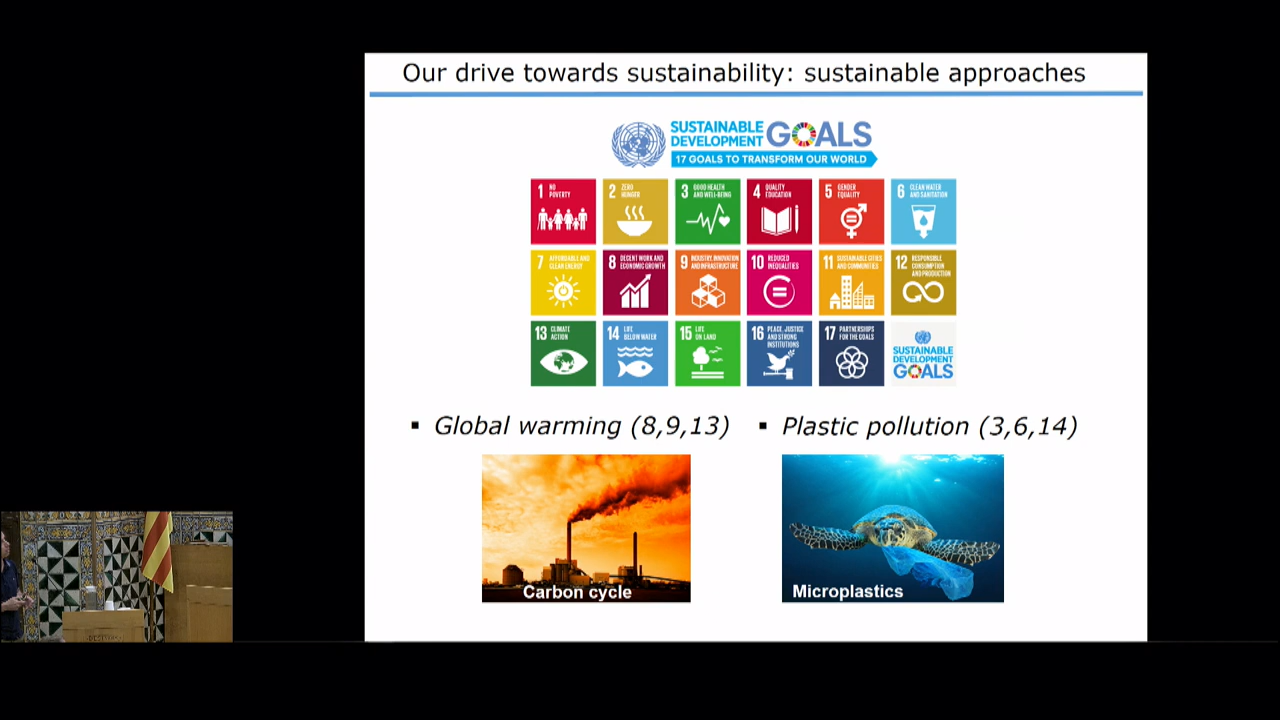 Our drive towards sustainability: sustainable approaches
SUSTAINABLE
DEVELOPMENT
GOALS
17 GOALS TO TRANSFORM OUR WORLD
1 NO
POVERTY
2 ZERO
HUNGER
3 GOOD HEALTH
AND WELL-BEING
4 QUALITY
EDUCATION
5 GENDER
EQUALITY
6 CLEAN WATER
AND SANITATION
7 AFFORDABLE AND
CLEAN ENERGY
8 DECENT WORK AND
ECONOMIC GROWTH
9 INDUSTRY, INNOVATION
AND INFRASTRUCTURE
10 REDUCED
INEQUALITIES
11 SUSTAINABLE CITIES
AND COMMUNITIES
12 RESPONSIBLE
CONSUMPTION
AND PRODUCTION
13 CLIMATE
ACTION
14 LIFE
BELOW WATER
15 LIFE
ON LAND
16 PEACE, JUSTICE
AND STRONG
INSTITUTIONS
17 PARTNERSHIPS
FOR THE GOALS
SUSTAINABLE
DEVELOPMENT
GOALS
▪ Global warming (8,9,13)
▪ Plastic pollution (3,6,14)
Carbon cycle
Microplastics